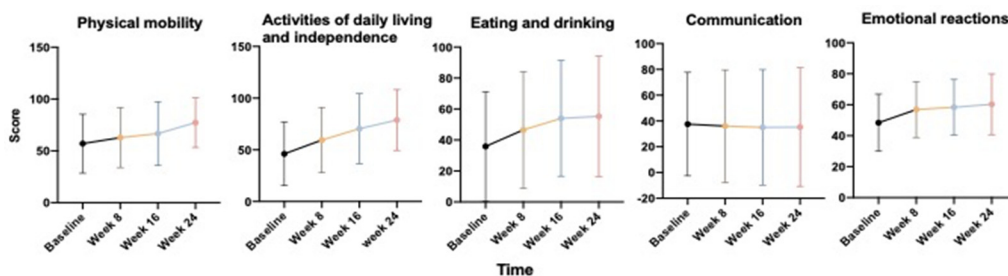 Physical mobility
Score
150
100
50
0
Baseline
Week 8
Week 16
Week 24
Activities of daily living
and independence
150
100
50
0
Baseline
Week 8
Week 16
week 24
Eating and drinking
100
80
60
40
20
0
Baseline
Week 8
Week 16
Week 24
Communication
100
80
60
40
20
0
-20
Baseline
Week 8
Week 16
Week 24
Emotional reactions
100
80
60
40
20
0
Baseline
Week 8
Week 16
Week 24
Time